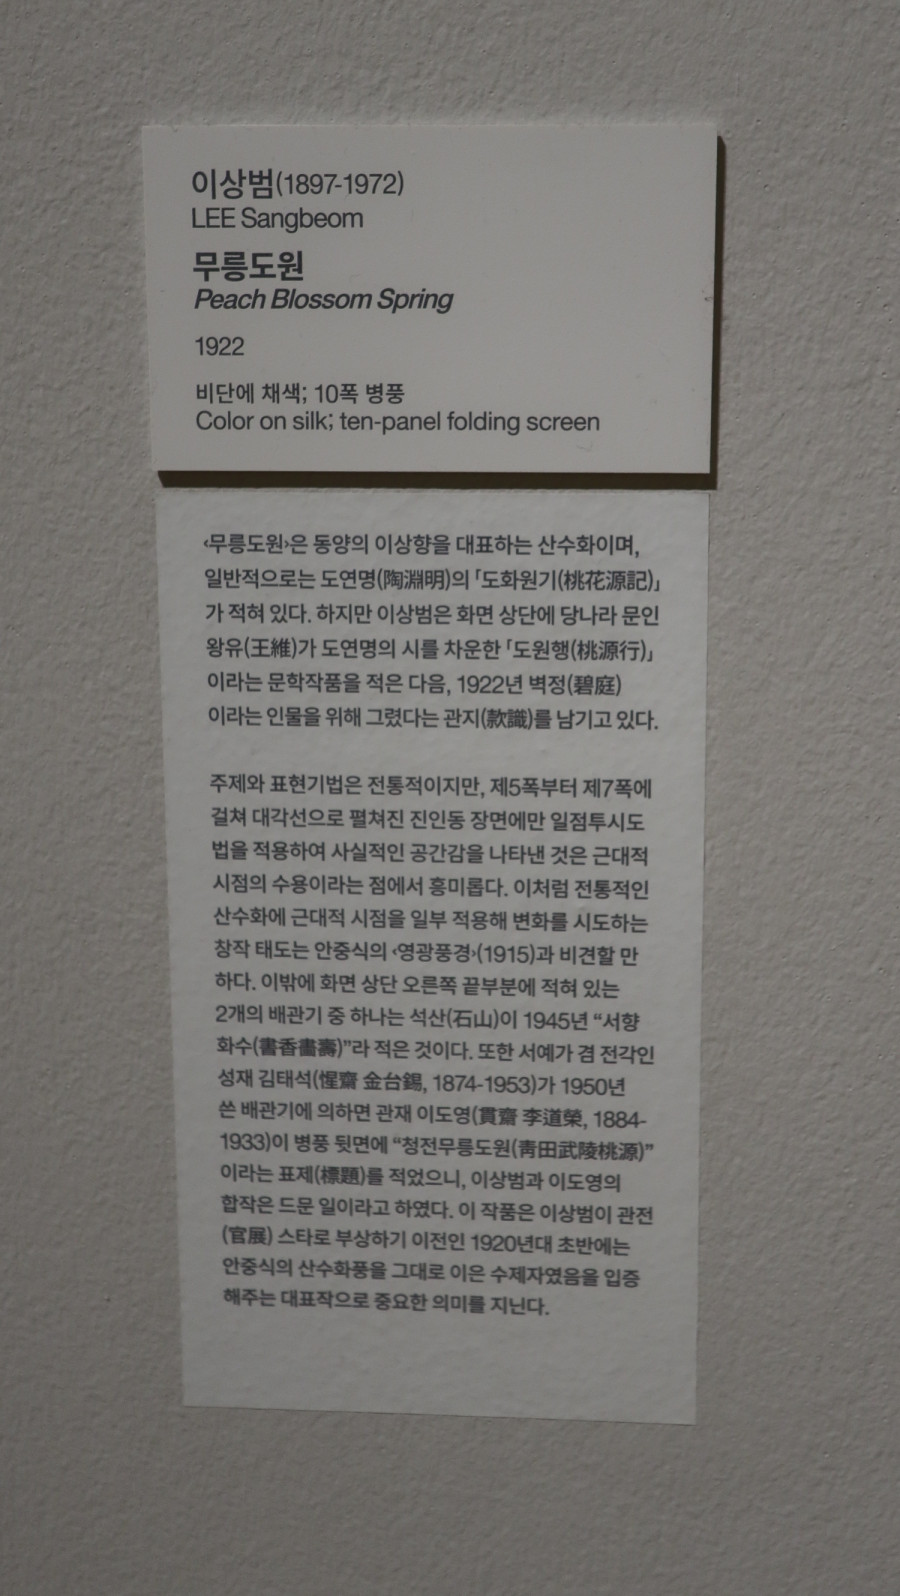 이상범(1897-1972)
LEE Sangbeom
무릉도원
Peach Blossom Spring
1922
비단에 채색; 10폭 병풍
Color on silk; ten-panel folding screen
‹무릉도원›은 동양의 이상향을 대표하는 산수화이며,
일반적으로는 도연명(陶淵明)의 「도화원기(桃花源記)」
가 적혀 있다. 하지만 이상범은 화면 상단에 당나라 문인
왕유(王維)가 도연명의 시를 차운한 「도원행(桃源行)」
이라는 문학작품을 적은 다음, 1922년 벽정(碧庭)
이라는 인물을 위해 그렸다는 관지(款識)를 남기고 있다.
주제와 표현기법은 전통적이지만, 제5폭부터 제7폭에
걸쳐 대각선으로 펼쳐진 진인동 장면에만 일점투시도
법을 적용하여 사실적인 공간감을 나타낸 것은 근대적
시점의 수용이라는 점에서 흥미롭다. 이처럼 전통적인
산수화에 근대적 시점을 일부 적용해 변화를 시도하는
창작 태도는 안중식의 ‹영광풍경›(1915)과 비견할 만
하다. 이밖에 화면 상단 오른쪽 끝부분에 적혀 있는
2개의 배관기 중 하나는 석산(石山)이 1945년 “서향
화수(書香畵壽)”라 적은 것이다. 또한 서예가 겸 전각인
성재 김태석(惺齋 金台錫, 1874-1953)가 1950년
쓴 배관기에 의하면 관재 이도영(貫齋 李道榮, 1884-
1933)이 병풍 뒷면에 “청전무릉도원(靑田武陵桃源)”
이라는 표제(標題)를 적었으니, 이상범과 이도영의
합작은 드문 일이라고 하였다. 이 작품은 이상범이 관전
(官展) 스타로 부상하기 이전인 1920년대 초반에는
안중식의 산수화풍을 그대로 이은 수제자였음을 입증
해주는 대표작으로 중요한 의미를 지닌다.